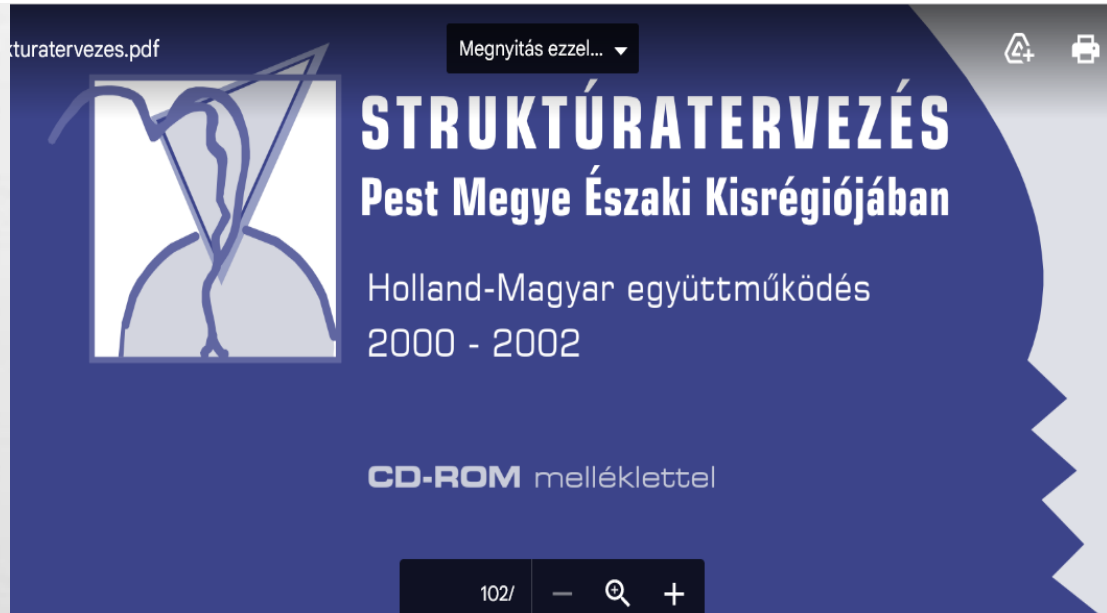 kturatervezes.pdf
Megnyitás ezzel...
STRUKTÚRATERVEZÉS
Pest Megye Északi Kisrégiójában
Holland-Magyar együttműködés
2000 - 2002
CD-ROM melléklettel
102/